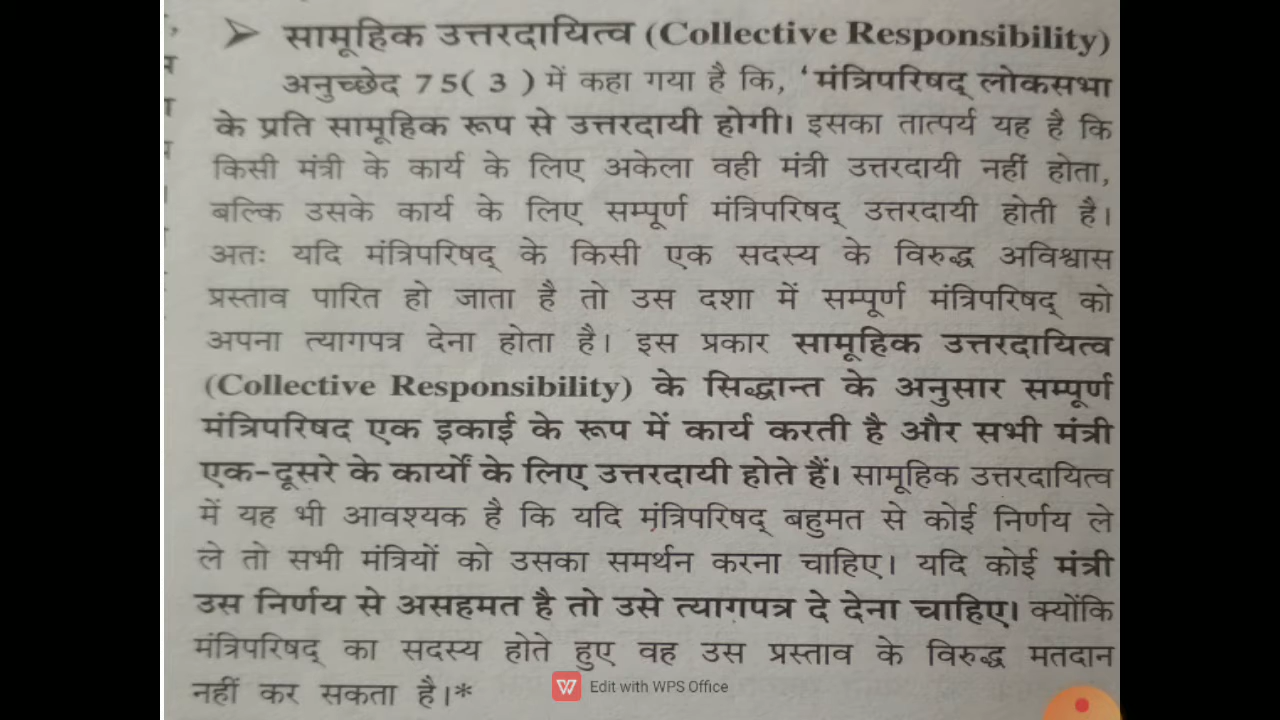 ➤ सामूहिक उत्तरदायित्व (Collective Responsibility)
अनुच्छेद 75( 3 ) में कहा गया है कि, ‘मंत्रिपरिषद् लोकसभा
के प्रति सामूहिक रूप से उत्तरदायी होगी। इसका तात्पर्य यह है कि
किसी मंत्री के कार्य के लिए अकेला वही मंत्री उत्तरदायी नहीं होता,
बल्कि उसके कार्य के लिए सम्पूर्ण मंत्रिपरिषद् उत्तरदायी होती है।
अतः यदि मंत्रिपरिषद् के किसी एक सदस्य के विरुद्ध अविश्वास
प्रस्ताव पारित हो जाता है तो उस दशा में सम्पूर्ण मंत्रिपरिषद् को
अपना त्यागपत्र देना होता है। इस प्रकार सामूहिक उत्तरदायित्व
(Collective Responsibility) के सिद्धान्त के अनुसार सम्पूर्ण
मंत्रिपरिषद एक इकाई के रूप में कार्य करती है और सभी मंत्री
एक-दूसरे के कार्यों के लिए उत्तरदायी होते हैं। सामूहिक उत्तरदायित्व
में यह भी आवश्यक है कि यदि मंत्रिपरिषद् बहुमत से कोई निर्णय ले
ले तो सभी मंत्रियों को उसका समर्थन करना चाहिए। यदि कोई मंत्री
उस निर्णय से असहमत है तो उसे त्यागपत्र दे देना चाहिए। क्योंकि
मंत्रिपरिषद् का सदस्य होते हुए वह उस प्रस्ताव के विरुद्ध मतदान
नहीं कर सकता है।*
Edit with WPS Office